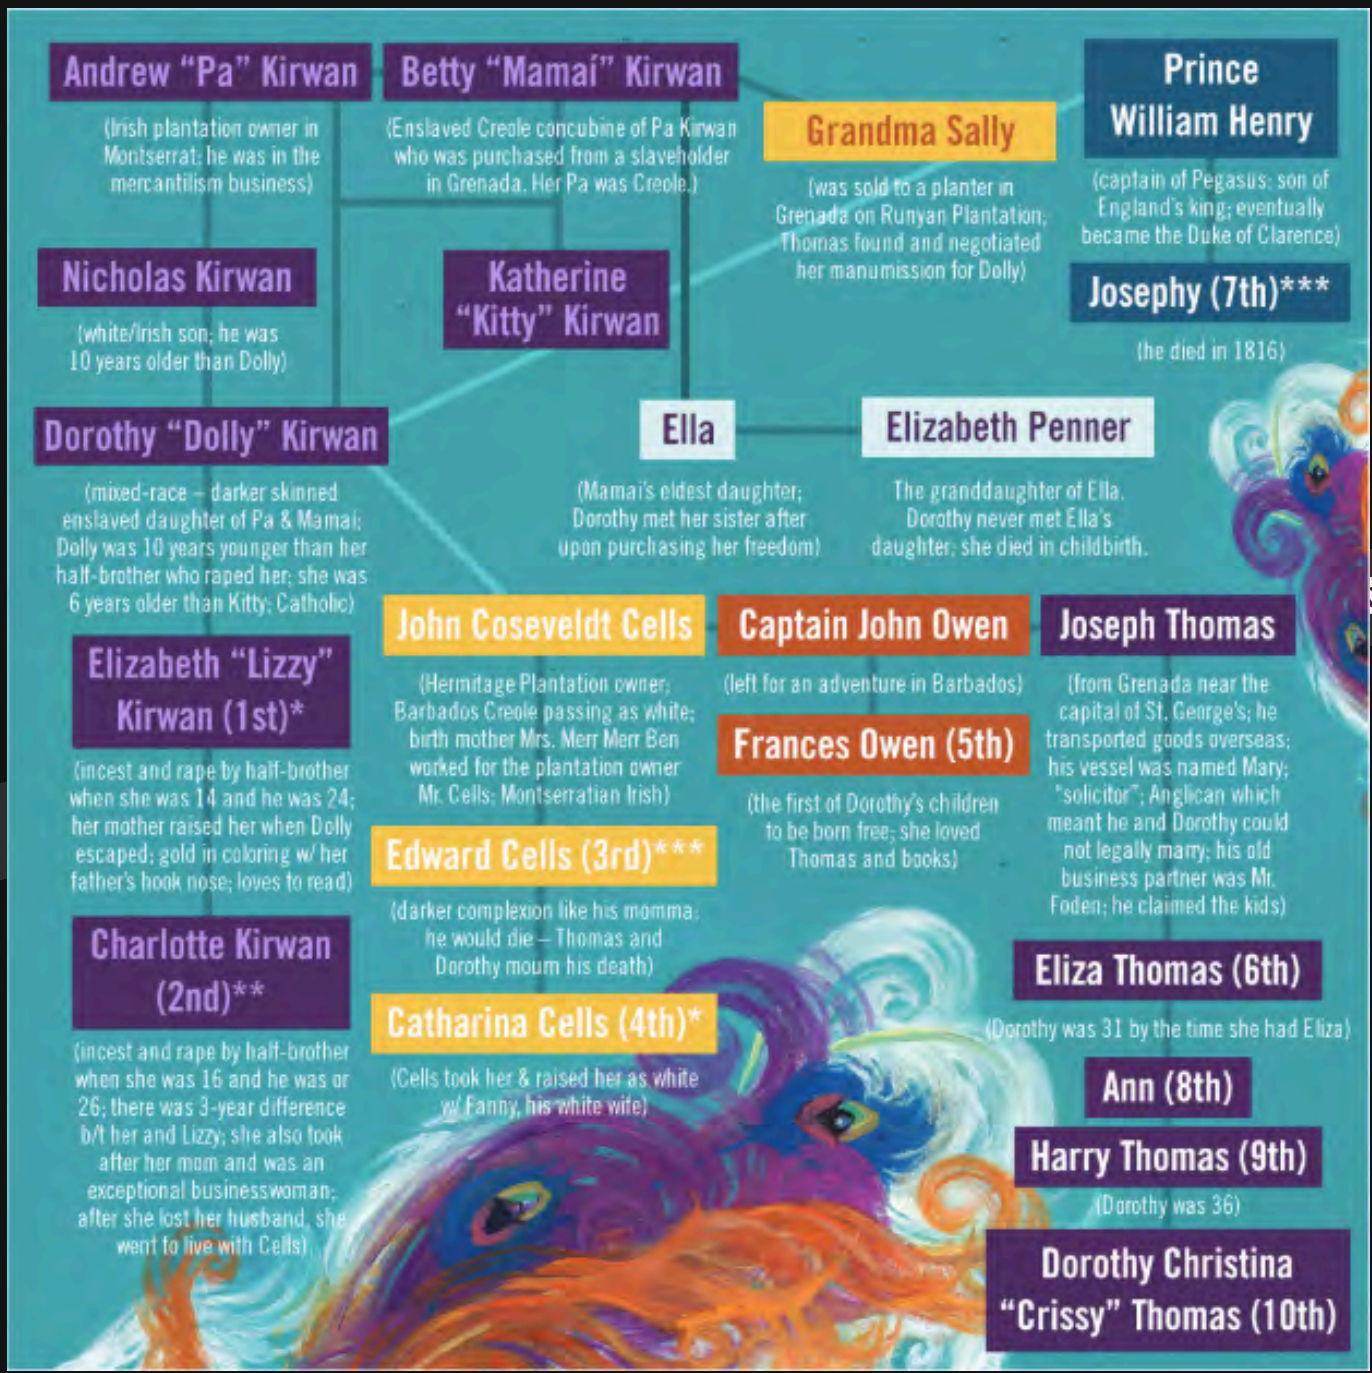 Andrew “Pa” Kirwan
(Irish plantation owner in
Montserrat; he was in the
mercantilism business)
Betty “Mamaí” Kirwan
(Enslaved Creole concubine of Pa Kirwan
who was purchased from a slaveholder
in Grenada. Her Pa was Creole.)
Grandma Sally
(was sold to a planter in
Grenada on Runyan Plantation;
Thomas found and negotiated
her manumission for Dolly)
Prince
William Henry
(captain of Pegasus; son of
England’s king; eventually
became the Duke of Clarence)
Josephy (7th)***
(he died in 1816)
Nicholas Kirwan
(white/Irish son; he was
10 years older than Dolly)
Katherine
“Kitty” Kirwan
Dorothy “Dolly” Kirwan
(mixed-race – darker skinned
enslaved daughter of Pa & Mamaí;
Dolly was 10 years younger than her
half-brother who raped her; she was
6 years older than Kitty; Catholic)
Ella
(Mamai’s eldest daughter;
Dorothy met her sister after
upon purchasing her freedom)
Elizabeth Penner
The granddaughter of Ella.
Dorothy never met Ella’s
daughter; she died in childbirth.
Elizabeth “Lizzy”
Kirwan (1st)*
(incest and rape by half-brother
when she was 14 and he was 24;
her mother raised her when Dolly
escaped; gold in coloring w/ her
father’s hook nose; loves to read)
Charlotte Kirwan
(2nd)**
(incest and rape by half-brother
when she was 16 and he was or
26; there was 3-year difference
b/t her and Lizzy; she also took
after her mom and was an
exceptional businesswoman;
after she lost her husband, she
went to live with Cells)
John Coseveldt Cells
(Hermitage Plantation owner;
Barbados Creole passing as white;
birth mother Mrs. Merr Merr Ben
worked for the plantation owner
Mr. Cells; Montserratian Irish)
Edward Cells (3rd)***
(darker complexion like his momma;
he would die – Thomas and
Dorothy mourn his death)
Catharina Cells (4th)*
(Cells took her & raised her as white
w/ Fanny, his white wife)
Captain John Owen
(left for an adventure in Barbados)
Frances Owen (5th)
(the first of Dorothy’s children
to be born free; she loved
Thomas and books)
Joseph Thomas
(from Grenada near the
capital of St. George’s; he
transported goods overseas;
his vessel was named Mary;
“solicitor”; Anglican which
meant he and Dorothy could
not legally marry; his old
business partner was Mr.
Foden; he claimed the kids)
Eliza Thomas (6th)
(Dorothy was 31 by the time she had Eliza)
Ann (8th)
Harry Thomas (9th)
(Dorothy was 36)
Dorothy Christina
“Crissy” Thomas (10th)